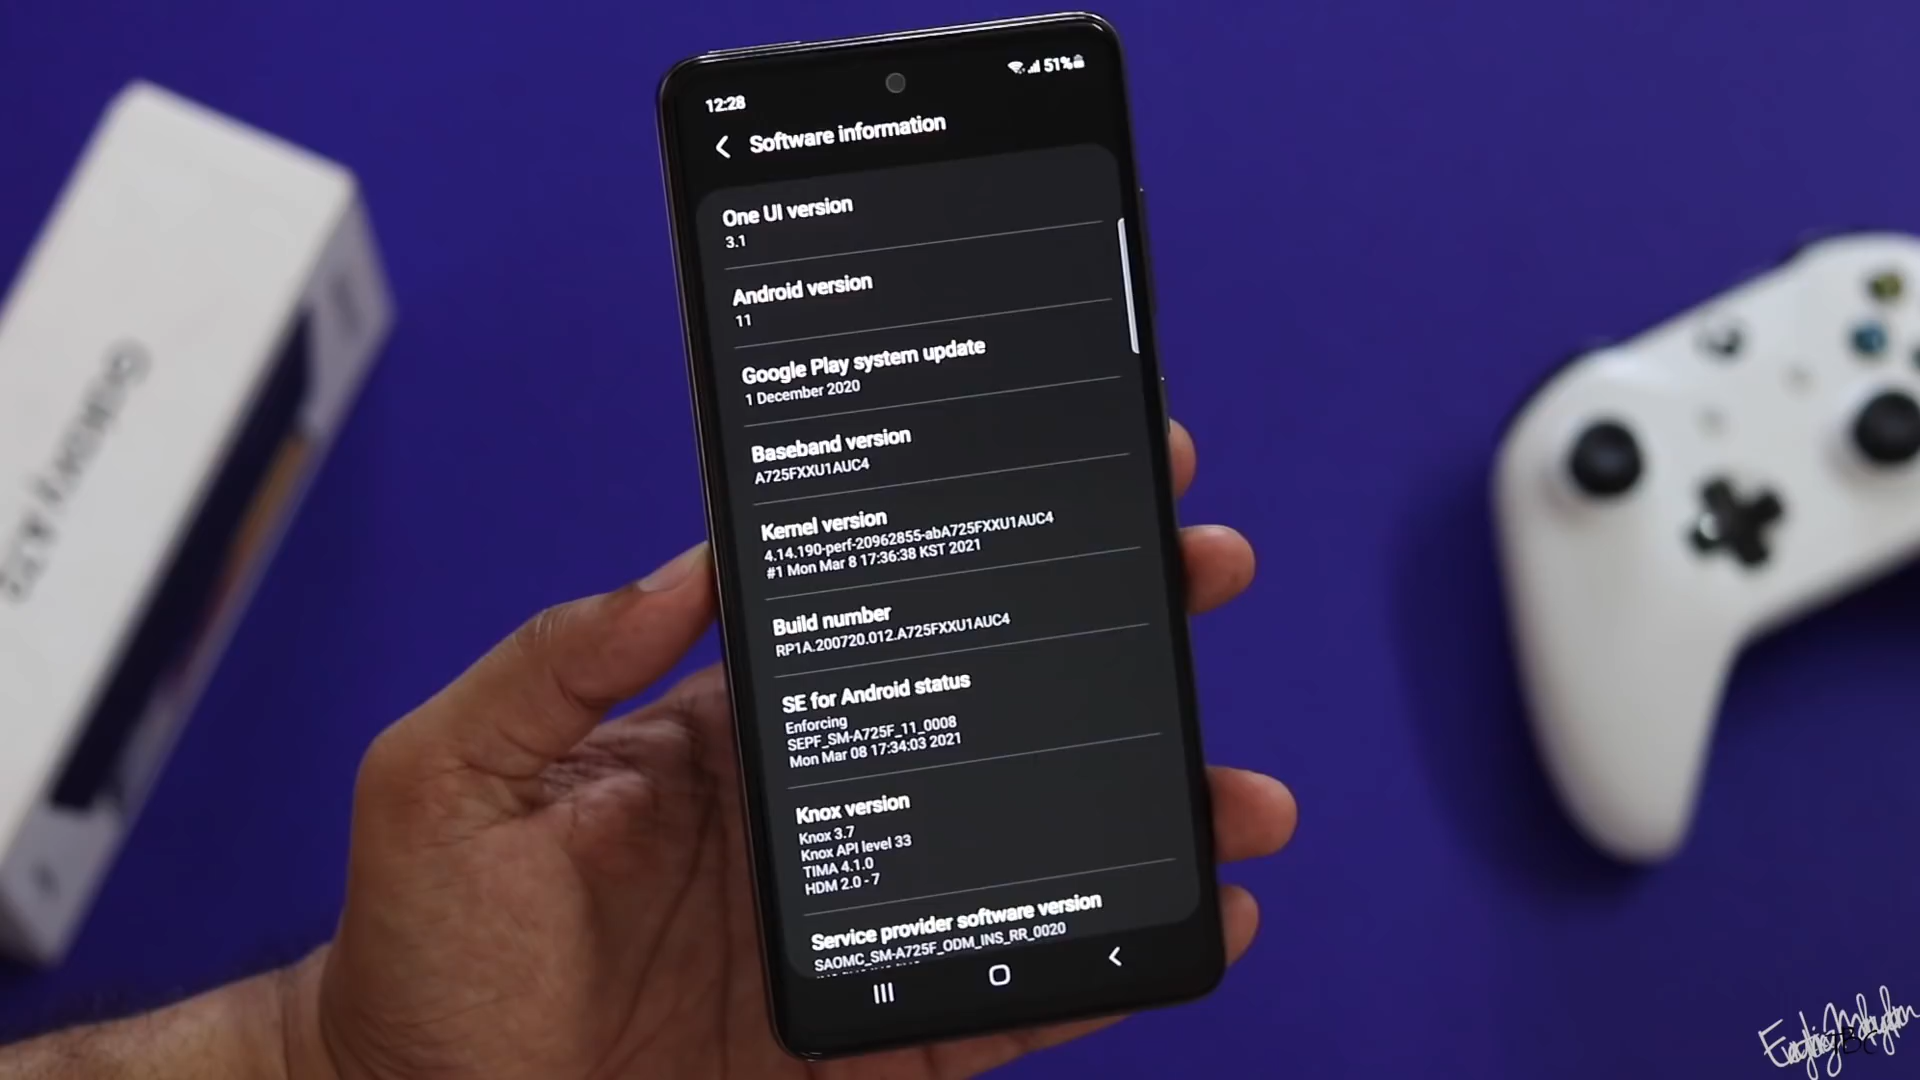 12:28
51%
Software information
One UI version
3.1
Android version
11
Google Play system update
1 December 2020
Baseband version
A725FXXU1AUC4
Kernel version
4.14.190-perf-20962855-abA725FXXU1AUC4
#1 Mon Mar 8 17:36:38 KST 2021
Build number
RP1A.200720.012.A725FXXU1AUC4
SE for Android status
Enforcing
SEPF_SM-A725F_11_0008
Mon Mar 08 17:34:03 2021
Knox version
Knox 3.7
Knox API level 33
TIMA 4.1.0
HDM 2.0 - 7
Service provider software version
SAOMC_SM-A725F_ODM_INS_RR_0020
Galaxy A72